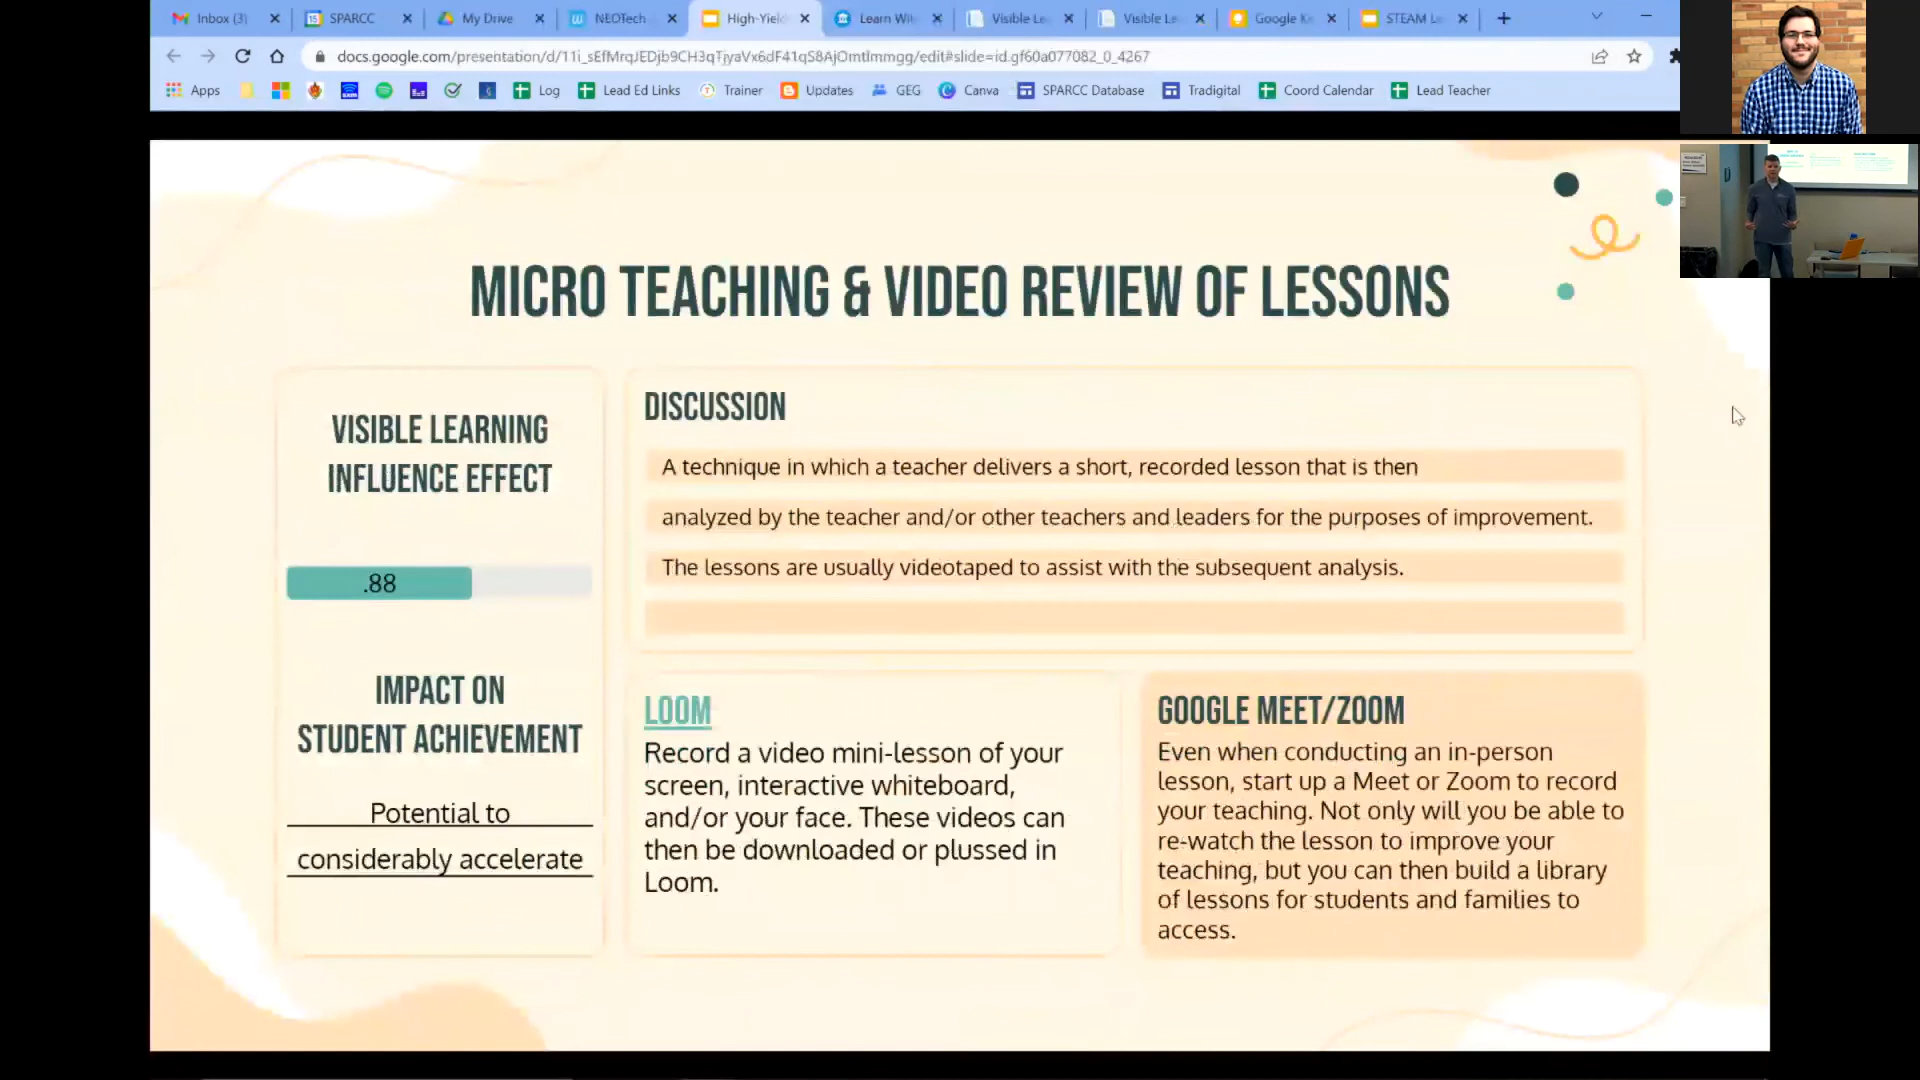 Inbox (3)
SPARCC
My Drive
NEOTech
High-Yiel
Learn Wit
Visible Le
Visible Le
Google K
STEAM L
docs.google.com/presentation/d/11i_sEfMrqJEDjb9CH3qTjyaVx6dF41qS8AjOmtlmmgg/edit#slide=id.gf60a077082_0_4267
Apps
Log
Lead Ed Links
Trainer
Updates
GEG
Canva
SPARCC Database
Tradigital
Coord Calendar
Lead Teacher
MICRO TEACHING & VIDEO REVIEW OF LESSONS
VISIBLE LEARNING
INFLUENCE EFFECT
.88
IMPACT ON
STUDENT ACHIEVEMENT
Potential to
considerably accelerate
DISCUSSION
A technique in which a teacher delivers a short, recorded lesson that is then
analyzed by the teacher and/or other teachers and leaders for the purposes of improvement.
The lessons are usually videotaped to assist with the subsequent analysis.
LOOM
Record a video mini-lesson of your
screen, interactive whiteboard,
and/or your face. These videos can
then be downloaded or plussed in
Loom.
GOOGLE MEET/ZOOM
Even when conducting an in-person
lesson, start up a Meet or Zoom to record
your teaching. Not only will you be able to
re-watch the lesson to improve your
teaching, but you can then build a library
of lessons for students and families to
access.